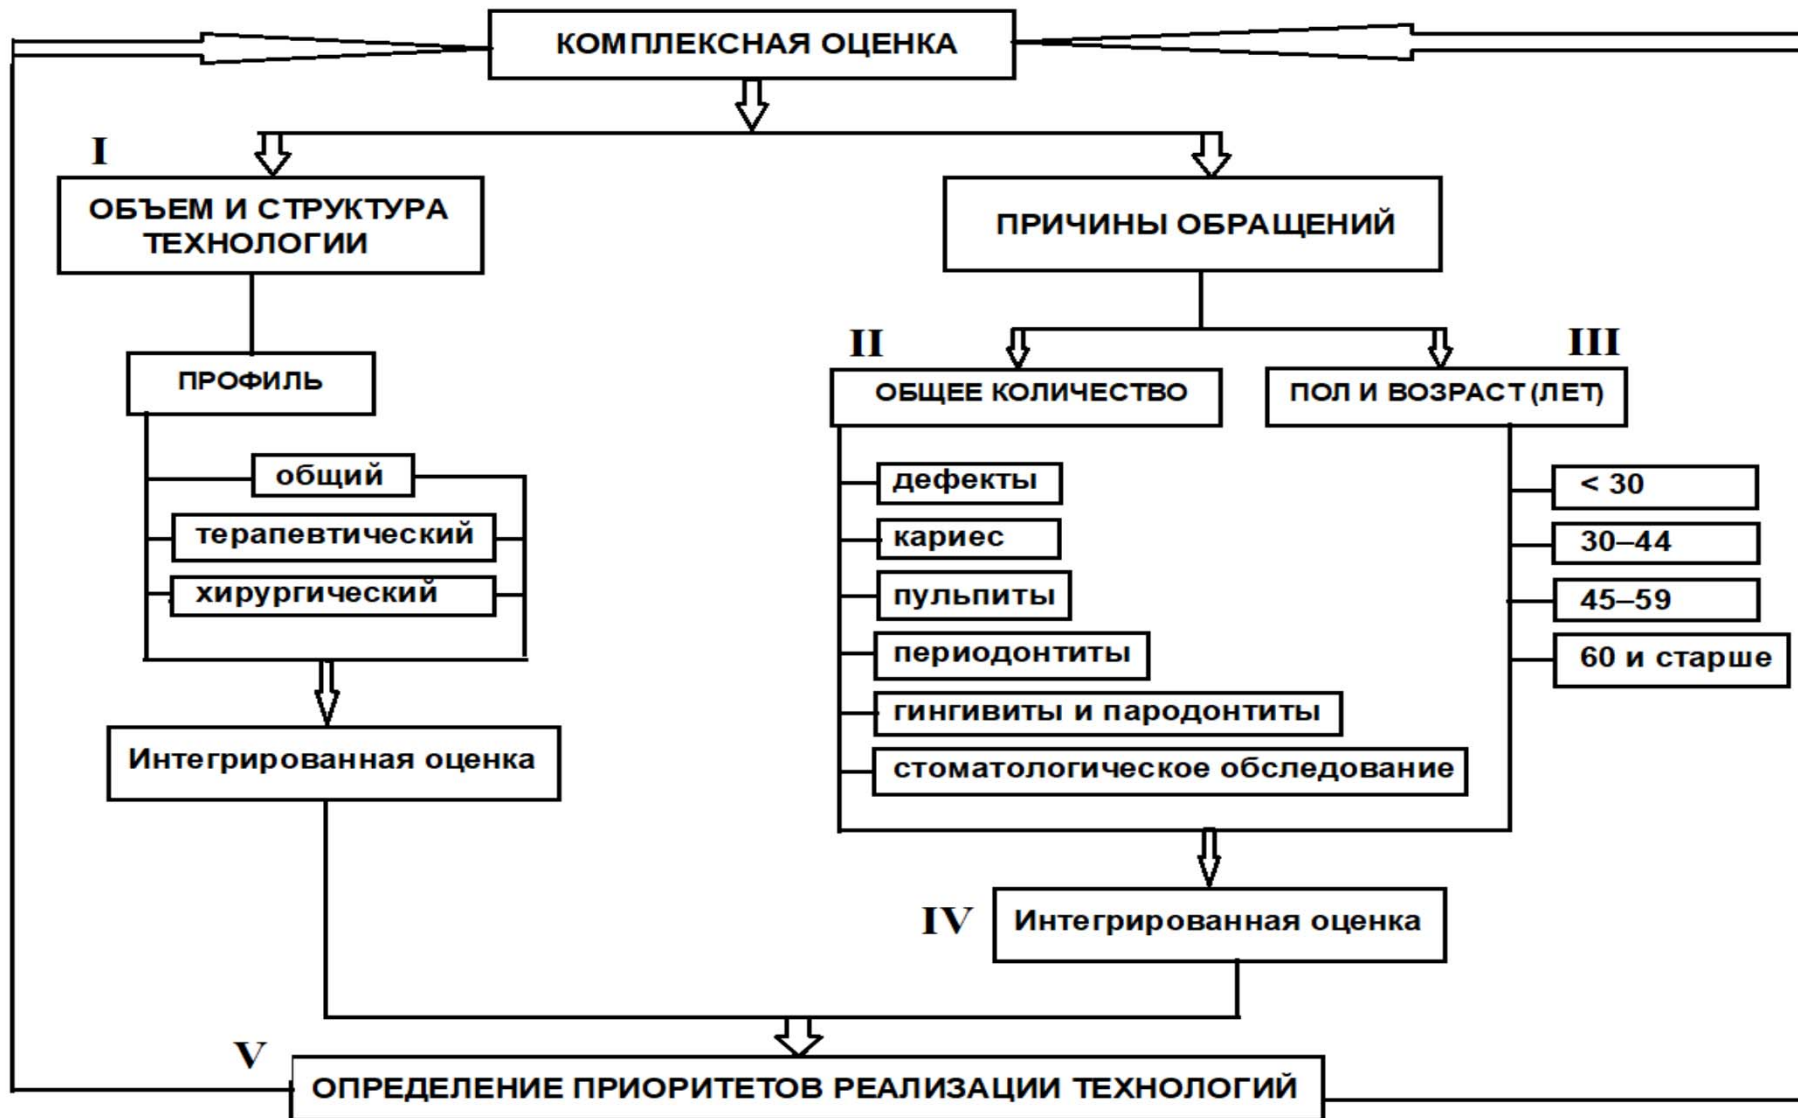 КОМПЛЕКСНАЯ ОЦЕНКА
I
ОБЪЕМ И СТРУКТУРА
ТЕХНОЛОГИИ
ПРОФИЛЬ
общий
терапевтический
хирургический
Интегрированная оценка
ПРИЧИНЫ ОБРАЩЕНИЙ
II
ОБЩЕЕ КОЛИЧЕСТВО
дефекты
кариес
пульпиты
периодонтиты
гингивиты и пародонтиты
стоматологическое обследование
III
ПОЛ И ВОЗРАСТ (ЛЕТ)
< 30
30–44
45–59
60 и старше
IV
Интегрированная оценка
V
ОПРЕДЕЛЕНИЕ ПРИОРИТЕТОВ РЕАЛИЗАЦИИ ТЕХНОЛОГИЙ